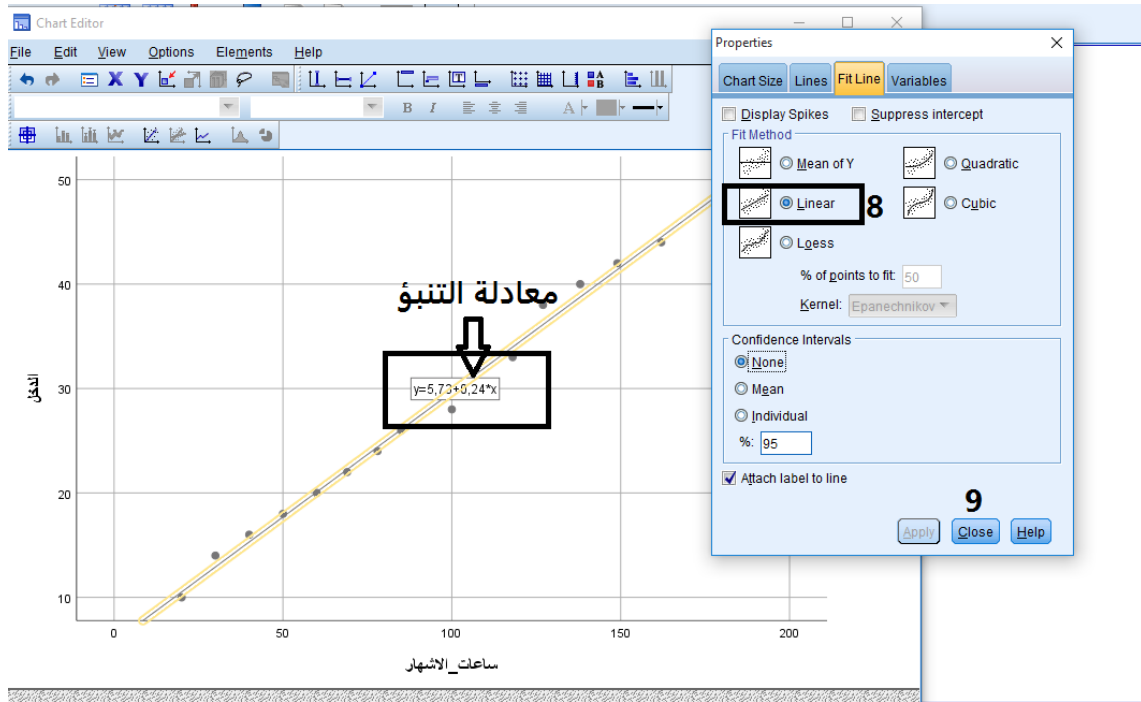 Chart Editor
File Edit View Options Elements Help
B I A
50
40
30
20
10
معادلة التنبؤ
y=5,73+0,24*x
الدخل
0 50 100 150 200
ساعات_الاشهار
Properties
Chart Size Lines Fit Line Variables
Display Spikes Suppress intercept
Fit Method
Mean of Y Quadratic
Linear 8 Cubic
Loess
% of points to fit: 50
Kernel: Epanechnikov
Confidence Intervals
None
Mean
Individual
%: 95
Attach label to line
9
Apply Close Help